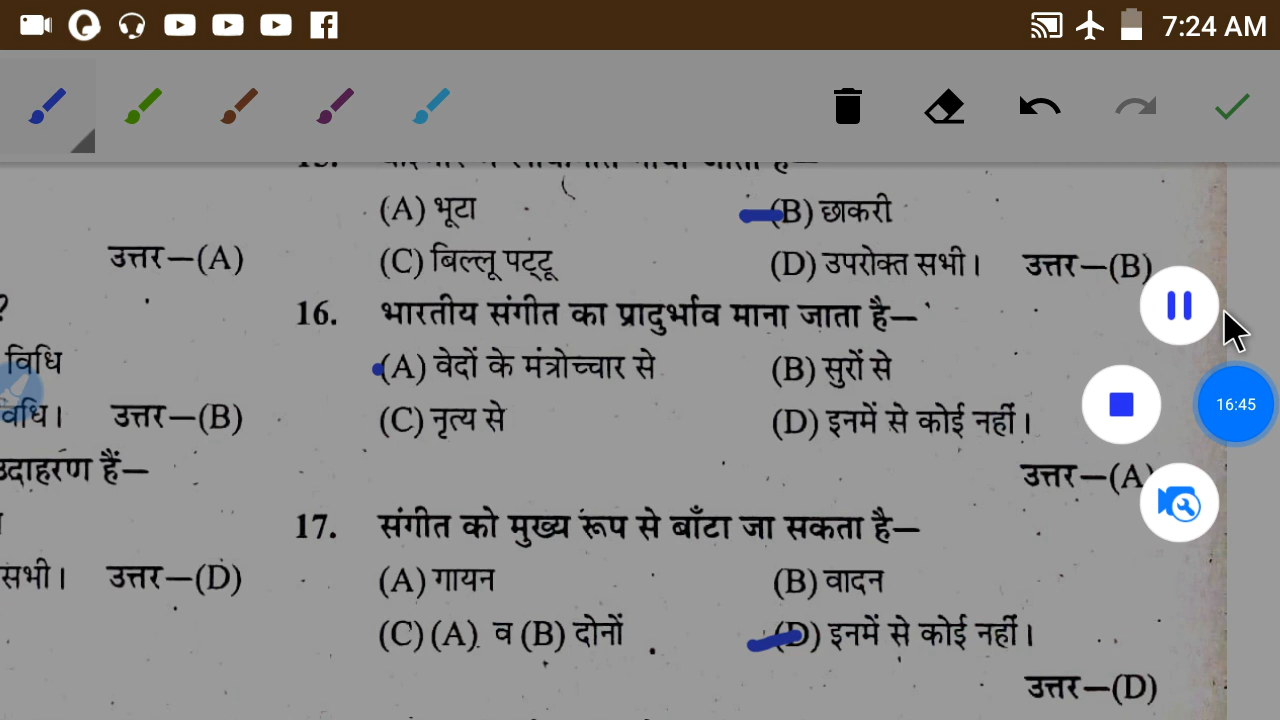 7:24 AM
(A) भूटा (B) छाकरी
उत्तर—(A)
(C) बिल्लू पट्टू (D) उपरोक्त सभी। उत्तर—(B)
?
16. भारतीय संगीत का प्रादुर्भाव माना जाता है—
विधि
(A) वेदों के मंत्रोच्चार से (B) सुरों से
उत्तर—(B)
(C) नृत्य से (D) इनमें से कोई नहीं।
16:45
उदाहरण हैं—
उत्तर—(A)
17. संगीत को मुख्य रूप से बाँटा जा सकता है—
सभी। उत्तर—(D)
(A) गायन (B) वादन
(C) (A) व (B) दोनों (D) इनमें से कोई नहीं।
उत्तर—(D)